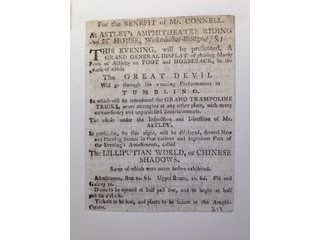 For the BENEFIT of Mr. CONNELL.
At ASTLEY's AMPHITHEATRE RIDING
HOUSE, Westminster-Bridge,
THIS EVENING, will be presented, A
GRAND GENERAL DISPLAY of pleasing Manly
Feats of Activity on FOOT and HORSEBACK, in the
course of which
The GREAT DEVIL
Will go through his amazing Performances in
TUMBLING.
In which will be introduced the GRAND TRAMPOLINE
TRICKS, never attempted at any other place, with many
extraordinary and unparalleled Entertainments.
The whole under the Inspection and Direction of Mr.
ASTLEY.
In particular, for this night, will be displayed, several New
and Pleasing Scenes in that curious and ingenious Part of
the Evening's Amusement, called
The LILLIPUTIAN WORLD, or CHINESE
SHADOWS.
Some of which were never before exhibited.
Admittance, Box 2s. 6d. Upper Boxes, 1s. 6d. Pit and
Gallery 1s.
Doors to be opened at half past five, and to begin at half
past six o'clock.
Tickets to be had, and places to be taken at the Amphi-
theatre.